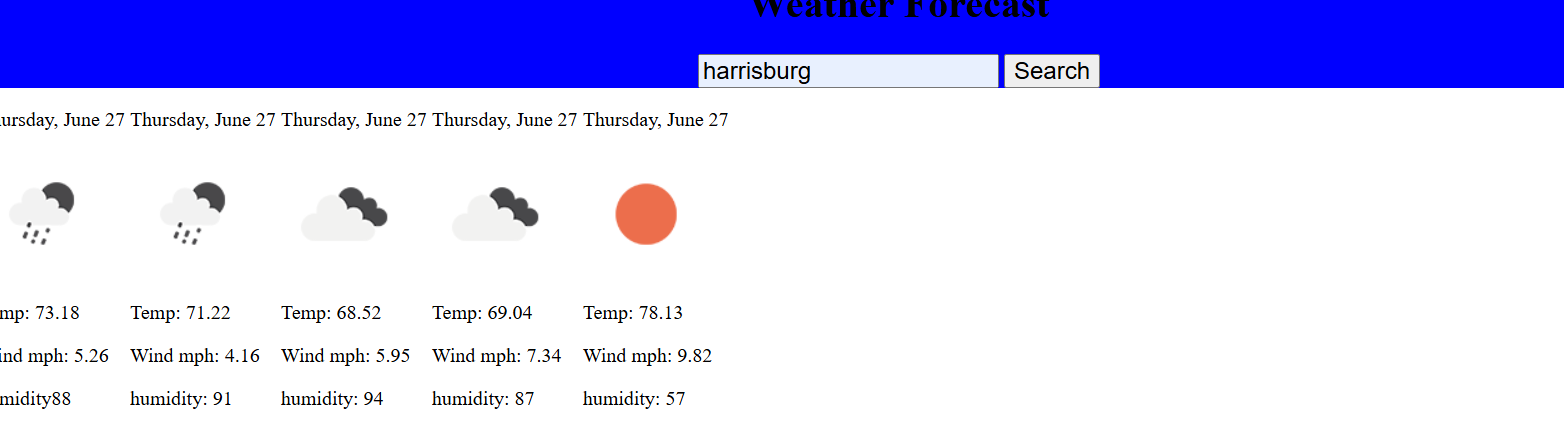 Weather Forecast
harrisburg Search
ursday, June 27 Thursday, June 27 Thursday, June 27 Thursday, June 27 Thursday, June 27
mp: 73.18 Temp: 71.22 Temp: 68.52 Temp: 69.04 Temp: 78.13
ind mph: 5.26 Wind mph: 4.16 Wind mph: 5.95 Wind mph: 7.34 Wind mph: 9.82
midity88 humidity: 91 humidity: 94 humidity: 87 humidity: 57